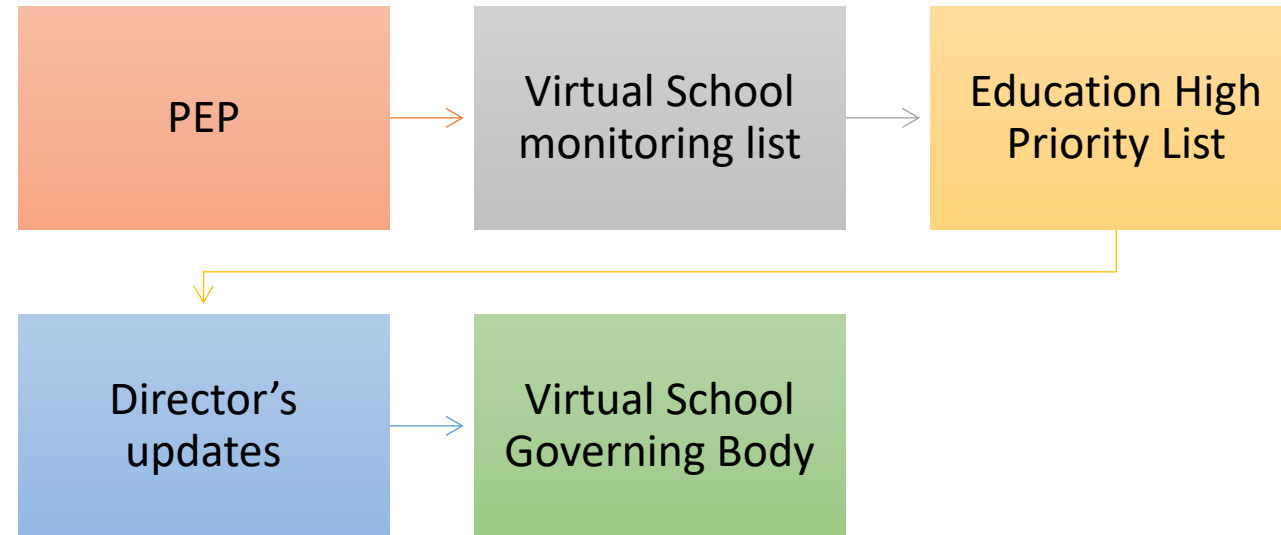 PEP
Virtual School
monitoring list
Education High
Priority List
Director’s
updates
Virtual School
Governing Body